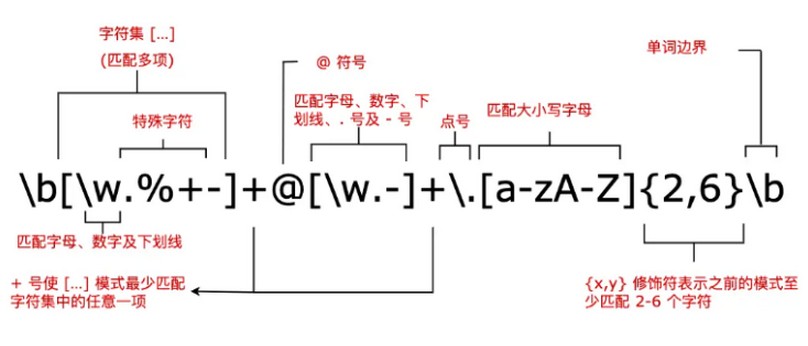 字符集 [...]
(匹配多项)
单词边界
@ 符号
匹配字母、数字、下
划线、. 号及 - 号
特殊字符
点号
匹配大小写字母
\b[\w.%+-]+@[\w.-]+\.[a-zA-Z]{2,6}\b
匹配字母、数字及下划线
+ 号使 [...] 模式最少匹配
字符集中的任意一项
{x,y} 修饰符表示之前的模式至
少匹配 2-6 个字符